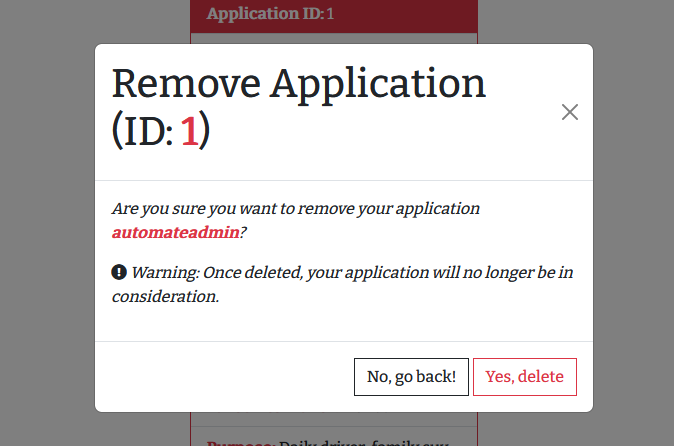 Application ID: 1
Remove Application
(ID: 1)
Are you sure you want to remove your application
automateadmin?
Warning: Once deleted, your application will no longer be in
consideration.
No, go back!
Yes, delete
Purpose: Daily driver, family suv